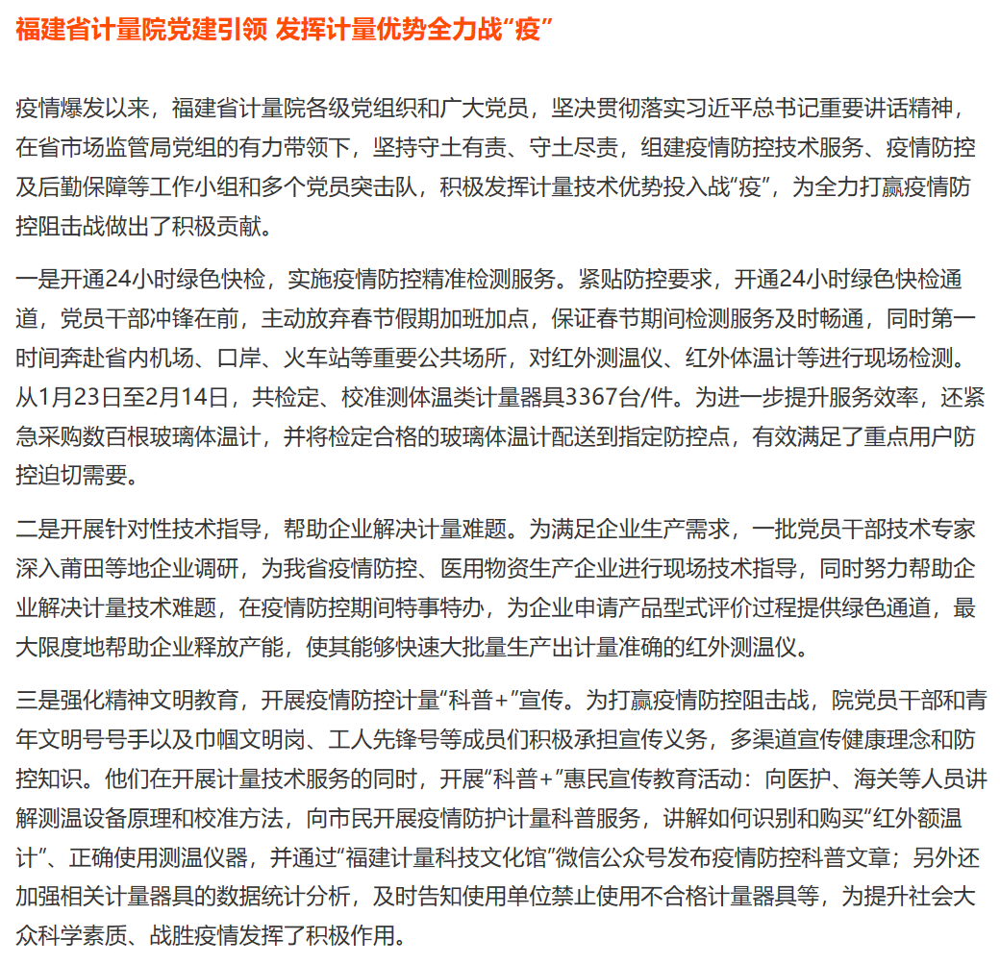 福建省计量院党建引领 发挥计量优势全力战“疫”
疫情爆发以来，福建省计量院各级党组织和广大党员，坚决贯彻落实习近平总书记重要讲话精神，
在省市场监管局党组的有力带领下，坚持守土有责、守土尽责，组建疫情防控技术服务、疫情防控
及后勤保障等工作小组和多个党员突击队，积极发挥计量技术优势投入战“疫”，为全力打赢疫情防
控阻击战做出了积极贡献。
一是开通24小时绿色快检，实施疫情防控精准检测服务。紧贴防控要求，开通24小时绿色快检通
道，党员干部冲锋在前，主动放弃春节假期加班加点，保证春节期间检测服务及时畅通，同时第一
时间奔赴省内机场、口岸、火车站等重要公共场所，对红外测温仪、红外体温计等进行现场检测。
从1月23日至2月14日，共检定、校准测体温类计量器具3367台/件。为进一步提升服务效率，还紧
急采购数百根玻璃体温计，并将检定合格的玻璃体温计配送到指定防控点，有效满足了重点用户防
控迫切需要。
二是开展针对性技术指导，帮助企业解决计量难题。为满足企业生产需求，一批党员干部技术专家
深入莆田等地企业调研，为我省疫情防控、医用物资生产企业进行现场技术指导，同时努力帮助企
业解决计量技术难题，在疫情防控期间特事特办，为企业申请产品型式评价过程提供绿色通道，最
大限度地帮助企业释放产能，使其能够快速大批量生产出计量准确的红外测温仪。
三是强化精神文明教育，开展疫情防控计量“科普+”宣传。为打赢疫情防控阻击战，院党员干部和青
年文明号号手以及巾帼文明岗、工人先锋号等成员们积极承担宣传义务，多渠道宣传健康理念和防
控知识。他们在开展计量技术服务的同时，开展“科普+”惠民宣传教育活动：向医护、海关等人员讲
解测温设备原理和校准方法，向市民开展疫情防护计量科普服务，讲解如何识别和购买“红外额温
计”、正确使用测温仪器，并通过“福建计量科技文化馆”微信公众号发布疫情防控科普文章；另外还
加强相关计量器具的数据统计分析，及时告知使用单位禁止使用不合格计量器具等，为提升社会大
众科学素质、战胜疫情发挥了积极作用。